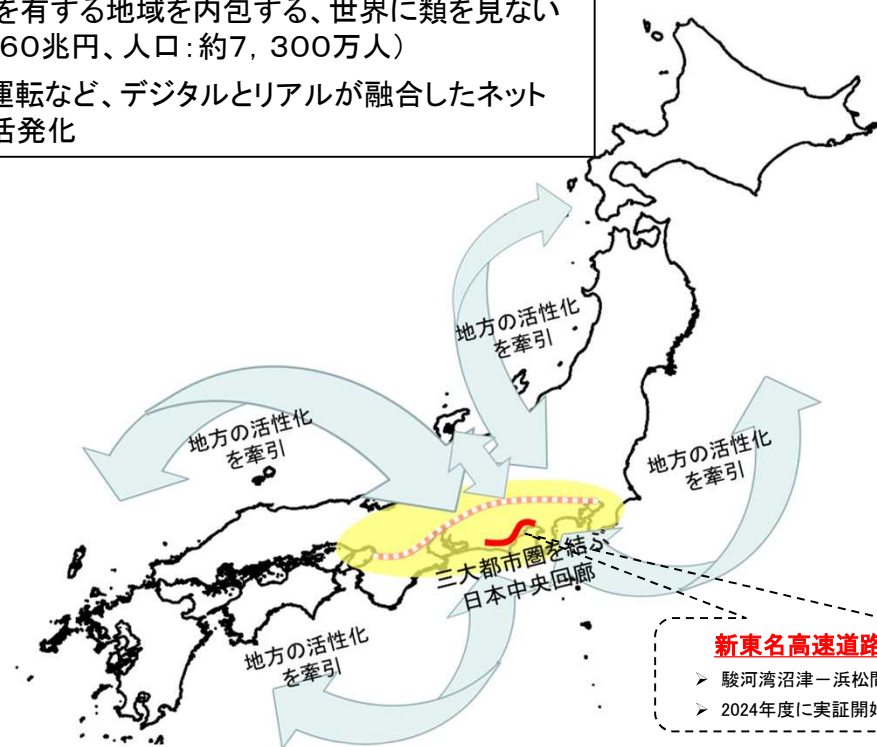 を有する地域を内包する、世界に類を見ない
60兆円、人口：約7，300万人）
運転など、デジタルとリアルが融合したネット
活発化
地方の活性化
を牽引
地方の活性化
を牽引
地方の活性化
を牽引
三大都市圏を結ぶ
日本中央回廊
地方の活性化
を牽引
新東名高速道路
➢ 駿河湾沼津－浜松間
➢ 2024年度に実証開始